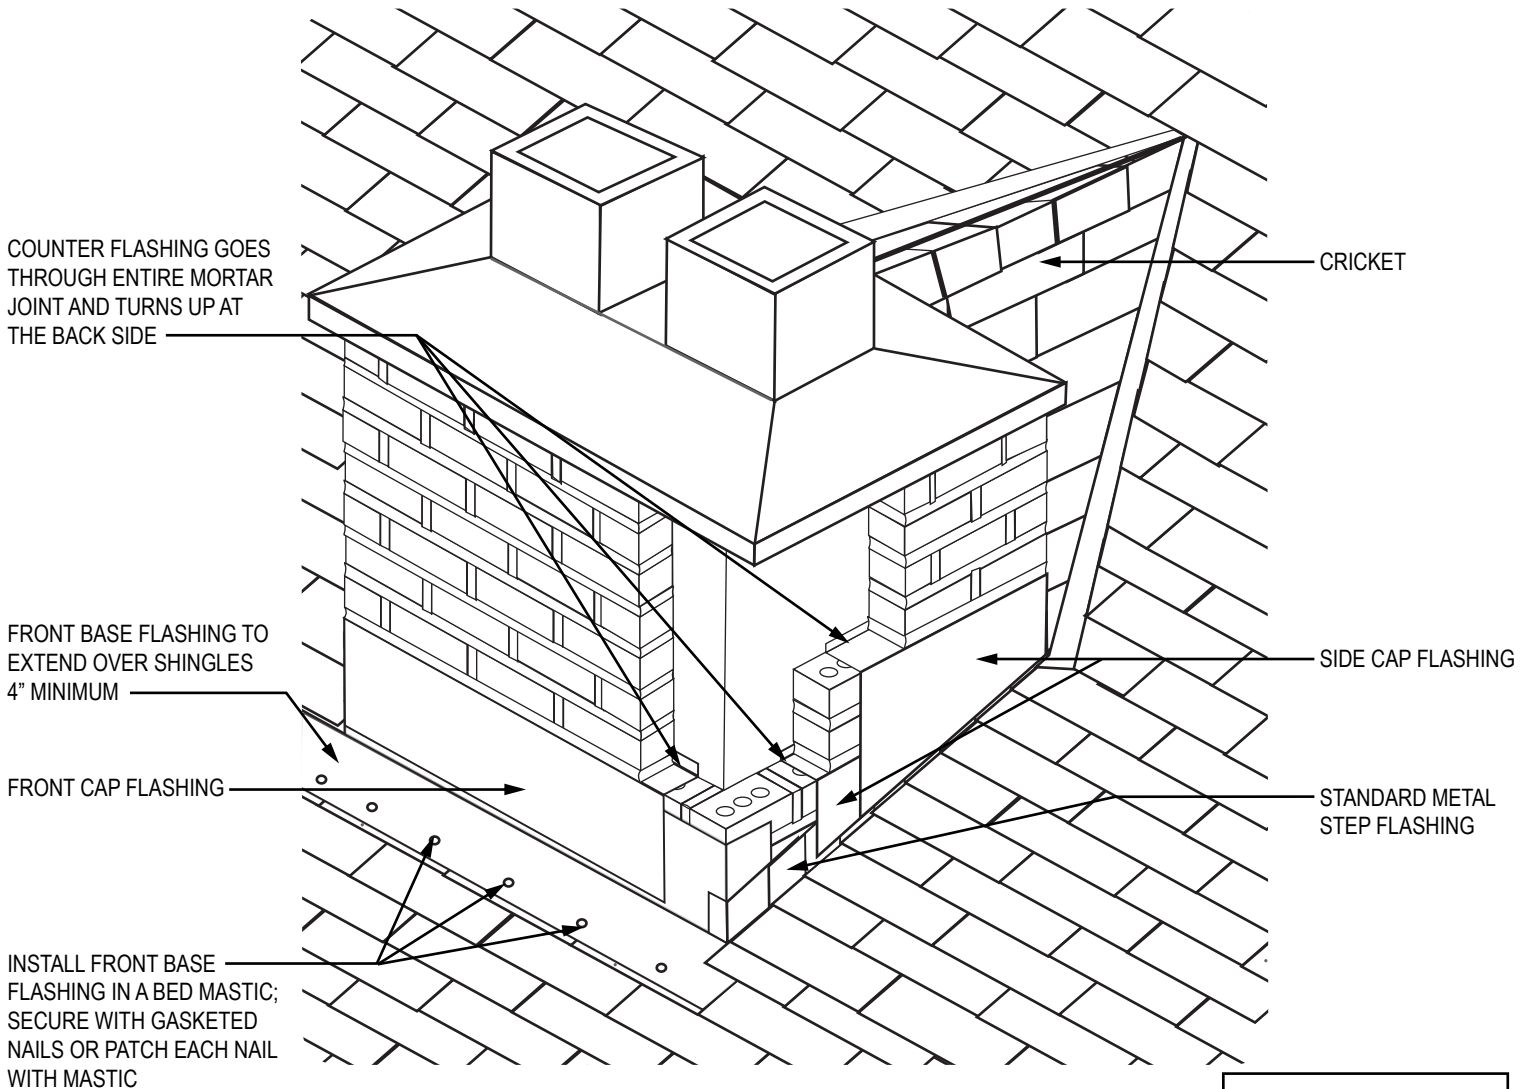 COUNTER FLASHING GOES
THROUGH ENTIRE MORTAR
JOINT AND TURNS UP AT
THE BACK SIDE
CRICKET
FRONT BASE FLASHING TO
EXTEND OVER SHINGLES
4” MINIMUM
SIDE CAP FLASHING
FRONT CAP FLASHING
STANDARD METAL
STEP FLASHING
INSTALL FRONT BASE
FLASHING IN A BED MASTIC;
SECURE WITH GASKETED
NAILS OR PATCH EACH NAIL
WITH MASTIC